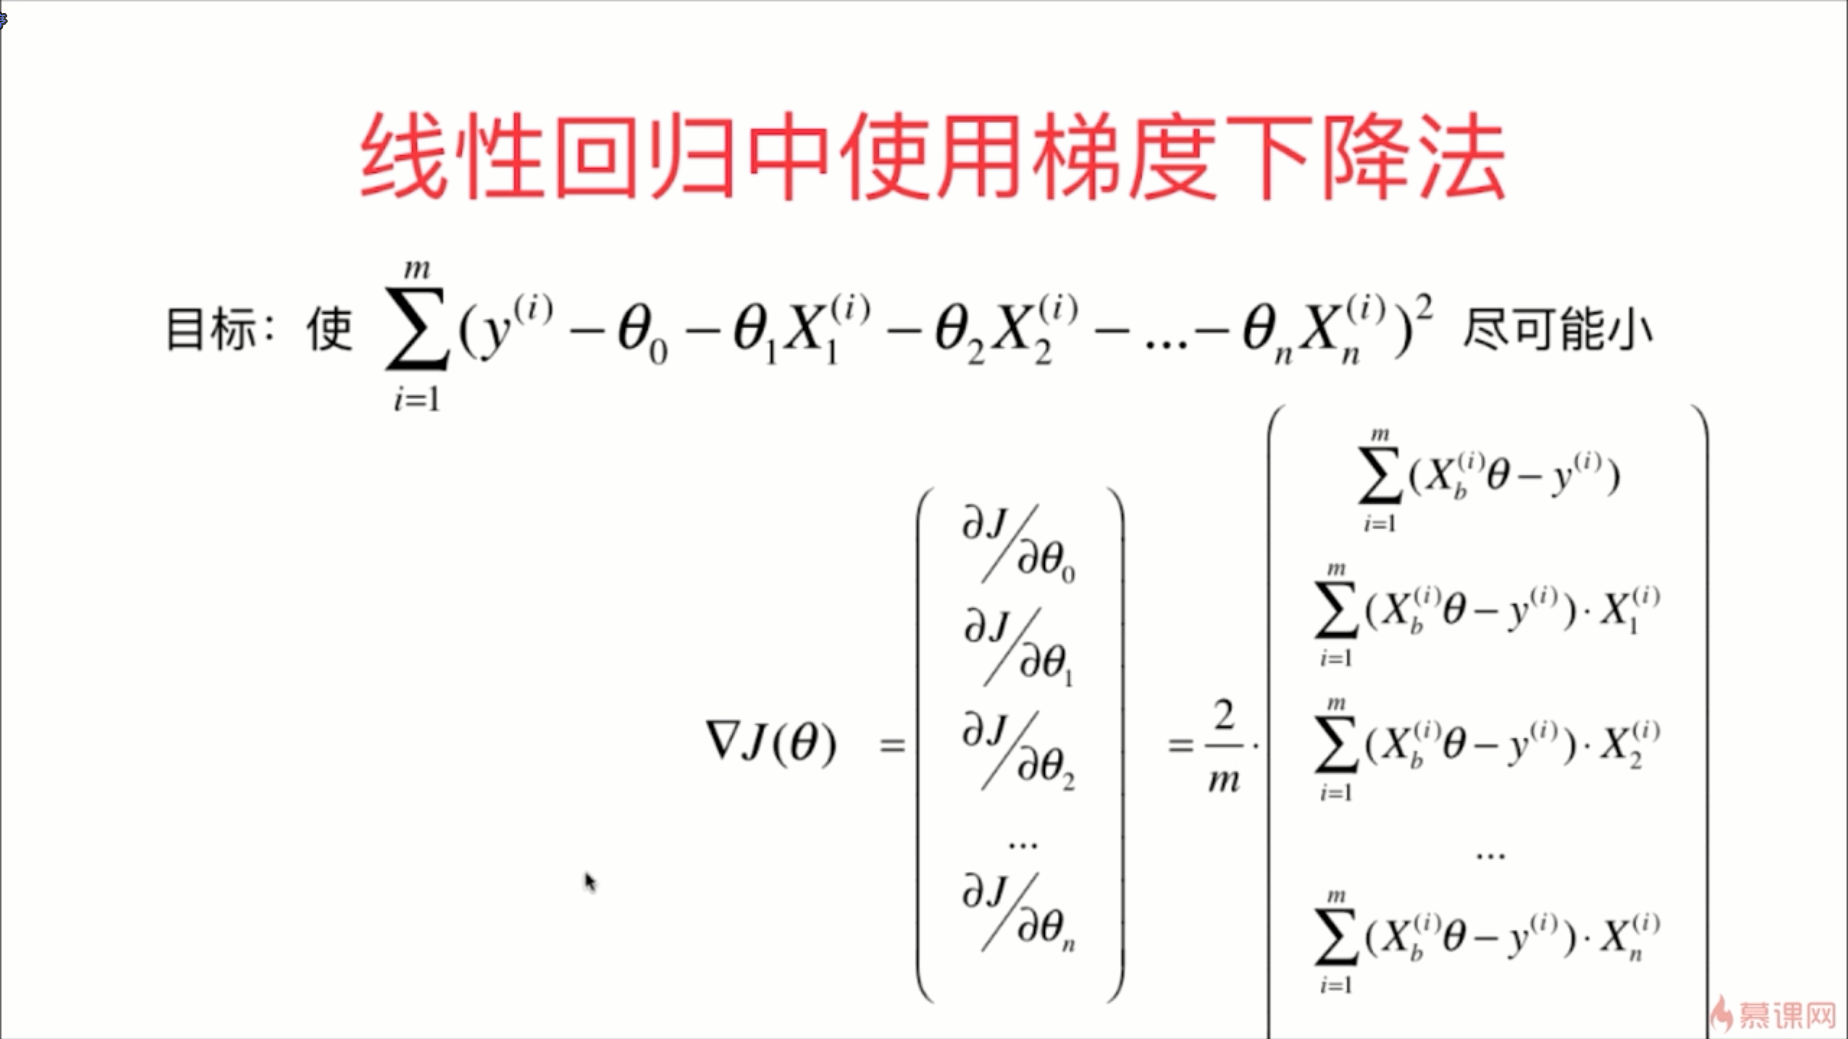 线性回归中使用梯度下降法
目标：使 $\sum_{i=1}^{m}(y^{(i)}-\theta_0-\theta_1X_1^{(i)}-\theta_2X_2^{(i)}-...-\theta_nX_n^{(i)})^2$ 尽可能小
$\nabla J(\theta) = \begin{pmatrix} \partial J/\partial\theta_0 \\ \partial J/\partial\theta_1 \\ \partial J/\partial\theta_2 \\ ... \\ \partial J/\partial\theta_n \end{pmatrix} = \frac{2}{m}\cdot\begin{pmatrix} \sum_{i=1}^{m}(X_b^{(i)}\theta-y^{(i)}) \\ \sum_{i=1}^{m}(X_b^{(i)}\theta-y^{(i)})\cdot X_1^{(i)} \\ \sum_{i=1}^{m}(X_b^{(i)}\theta-y^{(i)})\cdot X_2^{(i)} \\ ... \\ \sum_{i=1}^{m}(X_b^{(i)}\theta-y^{(i)})\cdot X_n^{(i)} \end{pmatrix}$
慕课网